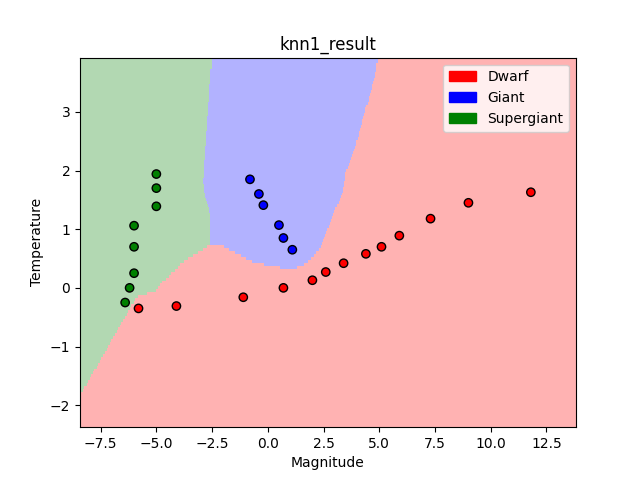 knn1_result
Dwarf
Giant
Supergiant
3
2
1
0
−1
−2
Temperature
−7.5 −5.0 −2.5 0.0 2.5 5.0 7.5 10.0 12.5
Magnitude